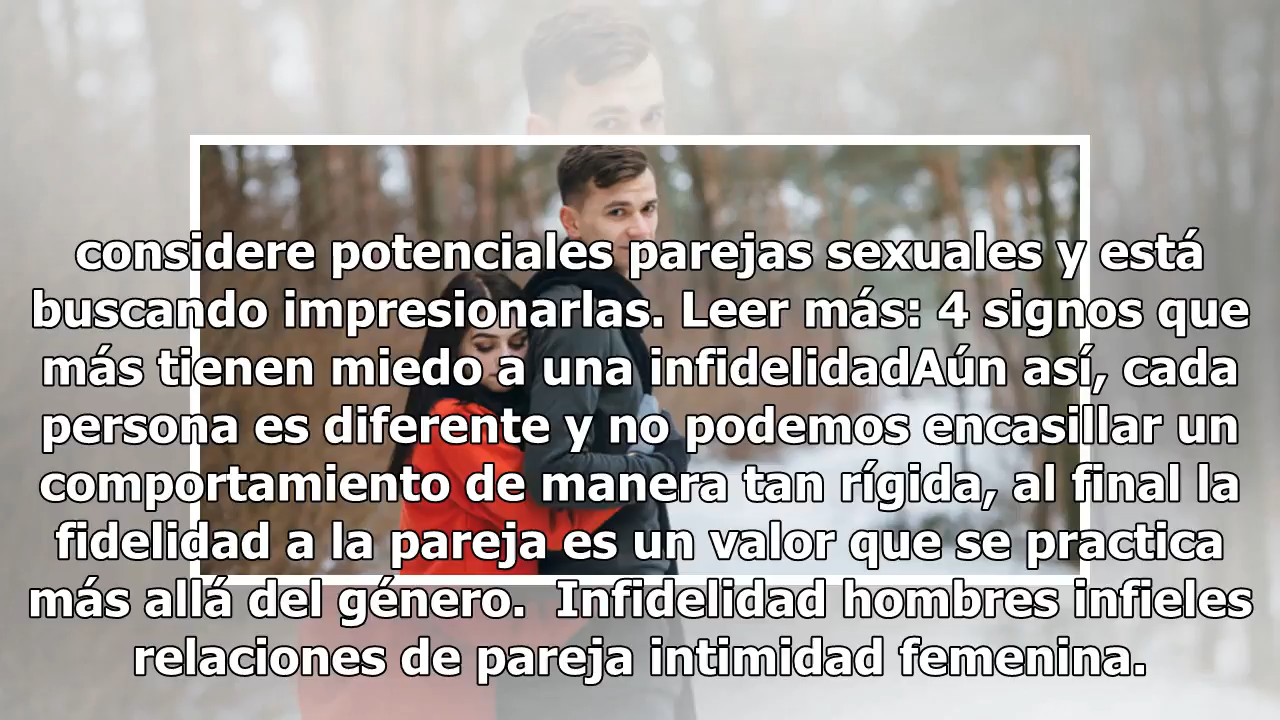 considere potenciales parejas sexuales y está
buscando impresionarlas. Leer más: 4 signos que
más tienen miedo a una infidelidadAún así, cada
persona es diferente y no podemos encasillar un
comportamiento de manera tan rígida, al final la
fidelidad a la pareja es un valor que se practica
más allá del género.  Infidelidad hombres infieles
relaciones de pareja intimidad femenina.